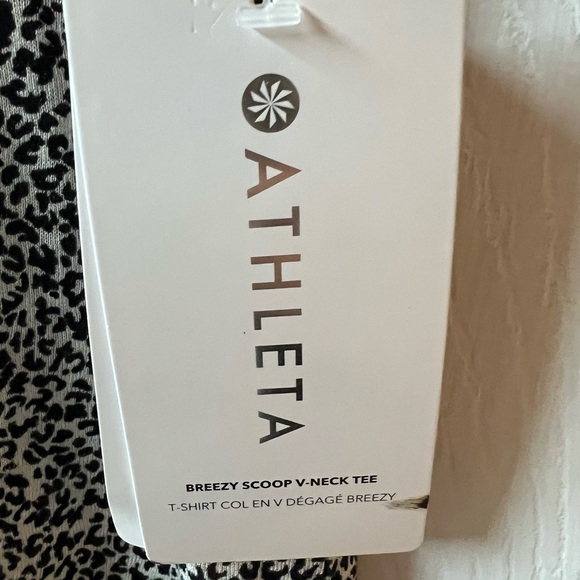 ATHLETA
BREEZY SCOOP V-NECK TEE
T-SHIRT COL EN V DÉGAGÉ BREEZY